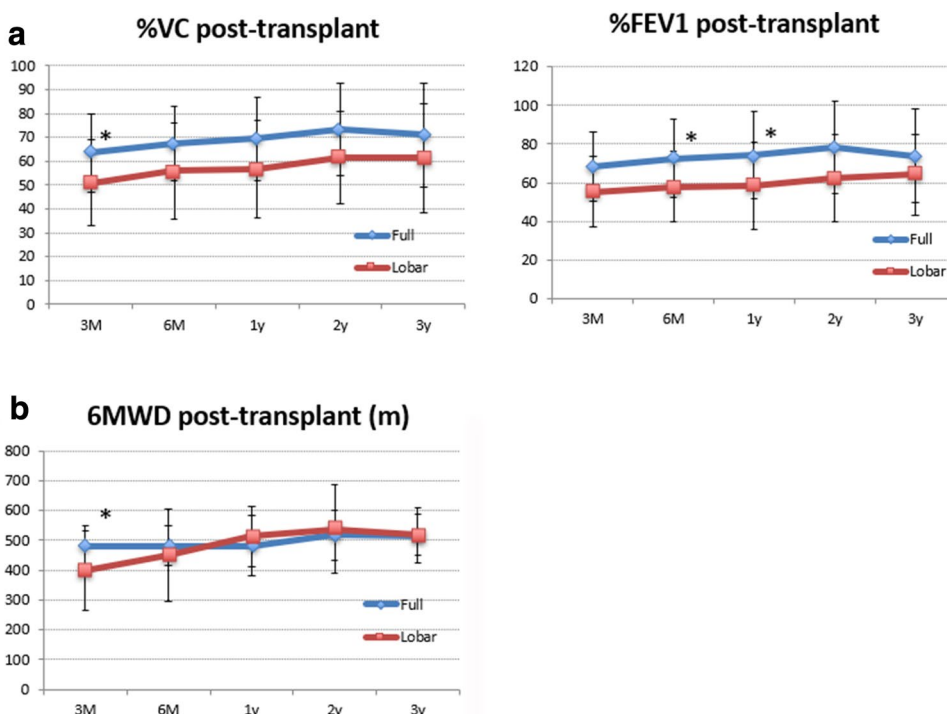 a
%VC post-transplant
100
90
80
70
60
50
40
30
20
10
0
*
Full
Lobar
3M 6M 1y 2y 3y
%FEV1 post-transplant
120
100
80
60
40
20
0
* *
Full
Lobar
3M 6M 1y 2y 3y
b
6MWD post-transplant (m)
800
700
600
500
400
300
200
100
0
*
Full
Lobar
3M 6M 1y 2y 3y